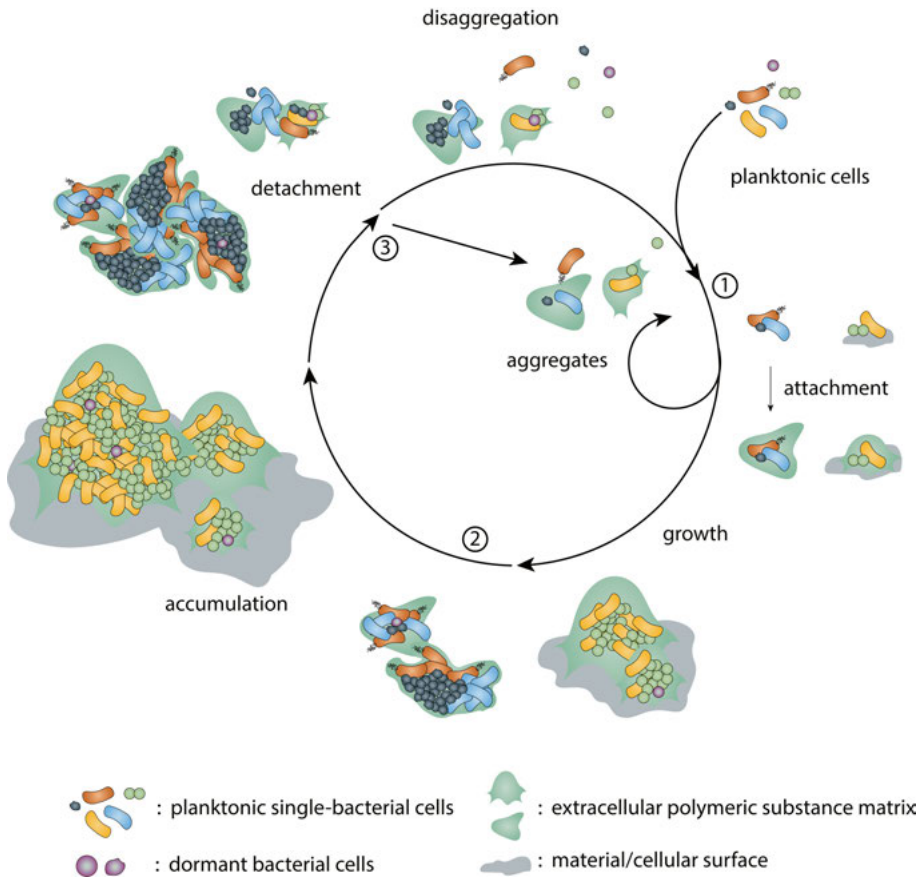 disaggregation
planktonic cells
detachment
3
1
aggregates
attachment
growth
2
accumulation
: planktonic single-bacterial cells
: extracellular polymeric substance matrix
: dormant bacterial cells
: material/cellular surface